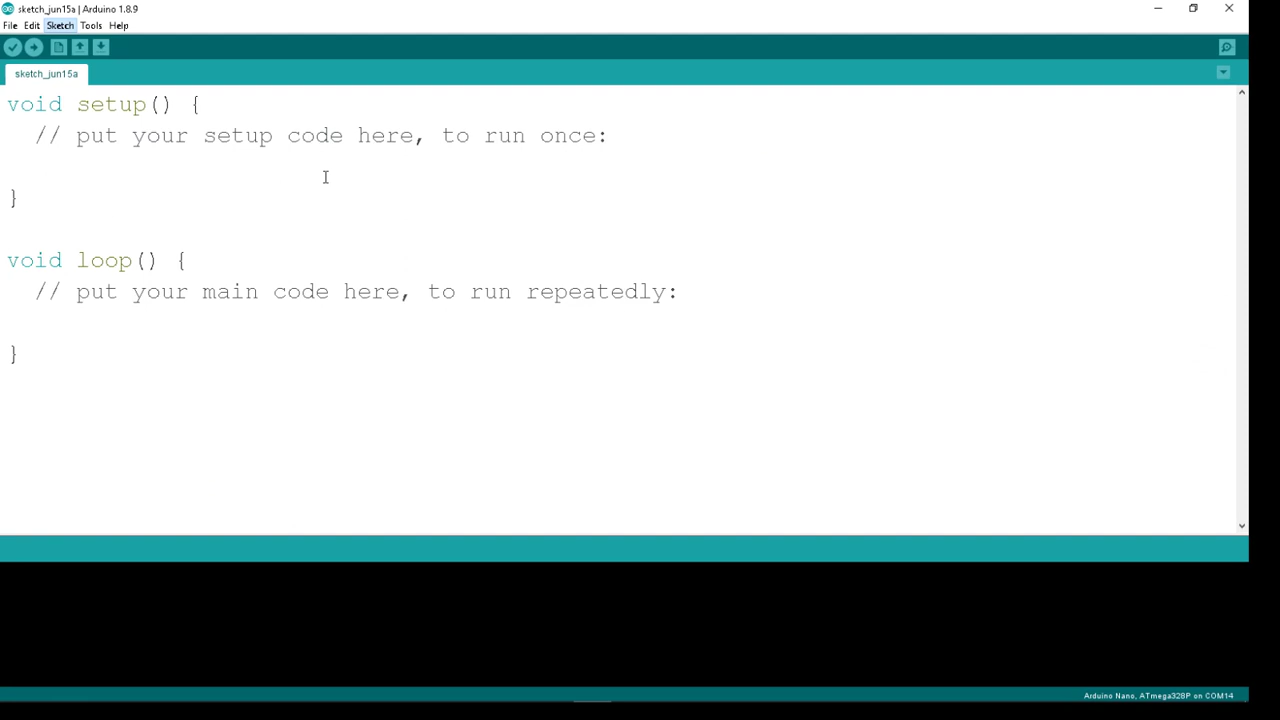 sketch_jun15a | Arduino 1.8.9
File Edit Sketch Tools Help
sketch_jun15a
void setup() {
  // put your setup code here, to run once:
}
void loop() {
  // put your main code here, to run repeatedly:
}
Arduino Nano, ATmega328P on COM14